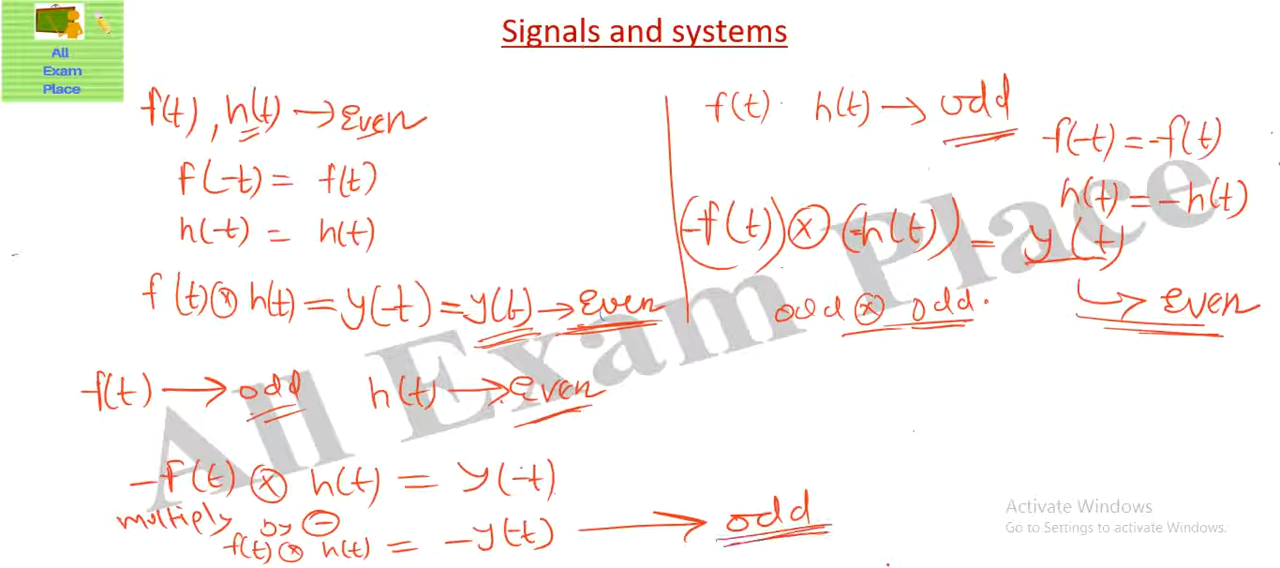 All
Exam
Place
Signals and systems
f(t), h(t) → Even
f(-t) = f(t)
h(-t) = h(t)
f(t) ⊗ h(t) = y(-t) = y(t) → Even
f(t) h(t) → odd
f(-t) = -f(t)
h(t) = -h(t)
(-f(t)) ⊗ (-h(t)) = y(t)
odd ⊗ odd.
↳ Even
f(t) → odd h(t) → Even
-f(t) ⊗ h(t) = y(-t)
multiply by ⊖
f(t) ⊗ h(t) = -y(-t) → odd
All Exam Place
Activate Windows
Go to Settings to activate Windows.